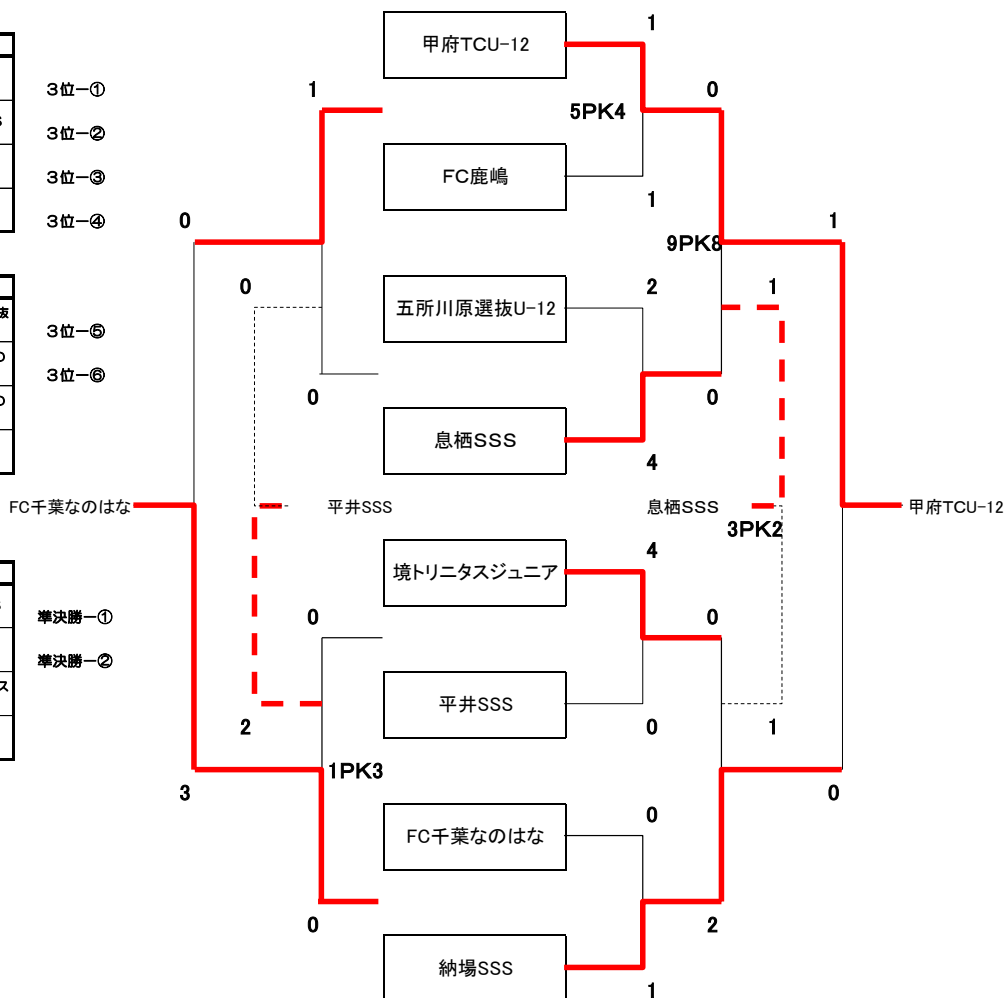 1
甲府TCU-12
3位ー①
1
0
5PK4
S
3位ー②
3位ー③
FC鹿嶋
1
3位ー④
0
1
9PK8
0
2
1
五所川原選抜U-12
抜
3位ー⑤
3位ー⑥
0
0
息栖SSS
4
FC千葉なのはな
平井SSS
息栖SSS
甲府TCU-12
3PK2
4
境トリニタスジュニア
準決勝ー①
0
0
準決勝ー②
ス
平井SSS
2
0
1
1PK3
3
0
0
FC千葉なのはな
0
2
納場SSS
1